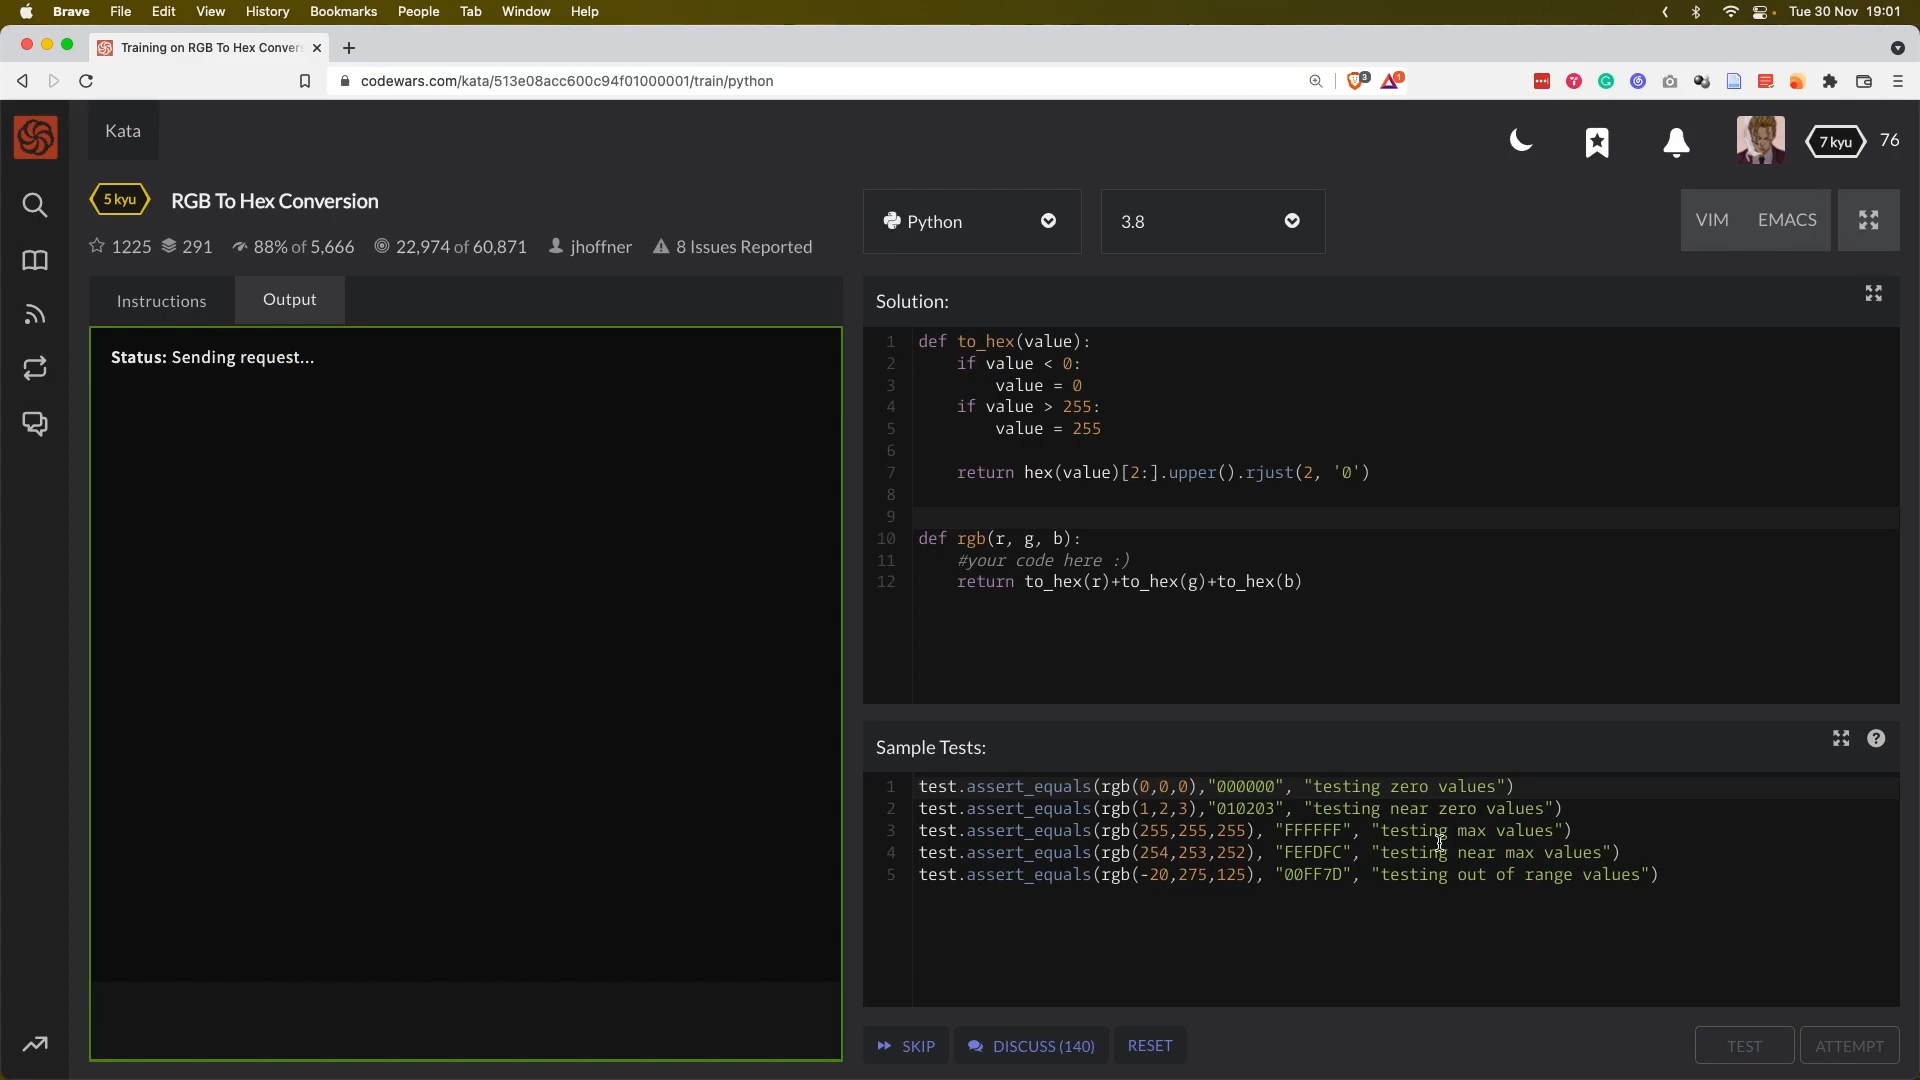 Brave File Edit View History Bookmarks People Tab Window Help
Tue 30 Nov 19:01
Training on RGB To Hex Conver
codewars.com/kata/513e08acc600c94f01000001/train/python
3
1
Kata
7 kyu 76
5 kyu RGB To Hex Conversion
1225 291 88% of 5,666 22,974 of 60,871 jhoffner 8 Issues Reported
Python
3.8
VIM EMACS
Instructions Output
Status: Sending request...
Solution:
1 def to_hex(value):
2     if value < 0:
3         value = 0
4     if value > 255:
5         value = 255
6
7     return hex(value)[2:].upper().rjust(2, '0')
8
9
10 def rgb(r, g, b):
11     #your code here :)
12     return to_hex(r)+to_hex(g)+to_hex(b)
Sample Tests:
1 test.assert_equals(rgb(0,0,0),"000000", "testing zero values")
2 test.assert_equals(rgb(1,2,3),"010203", "testing near zero values")
3 test.assert_equals(rgb(255,255,255), "FFFFFF", "testing max values")
4 test.assert_equals(rgb(254,253,252), "FEFDFC", "testing near max values")
5 test.assert_equals(rgb(-20,275,125), "00FF7D", "testing out of range values")
SKIP DISCUSS (140) RESET
TEST ATTEMPT